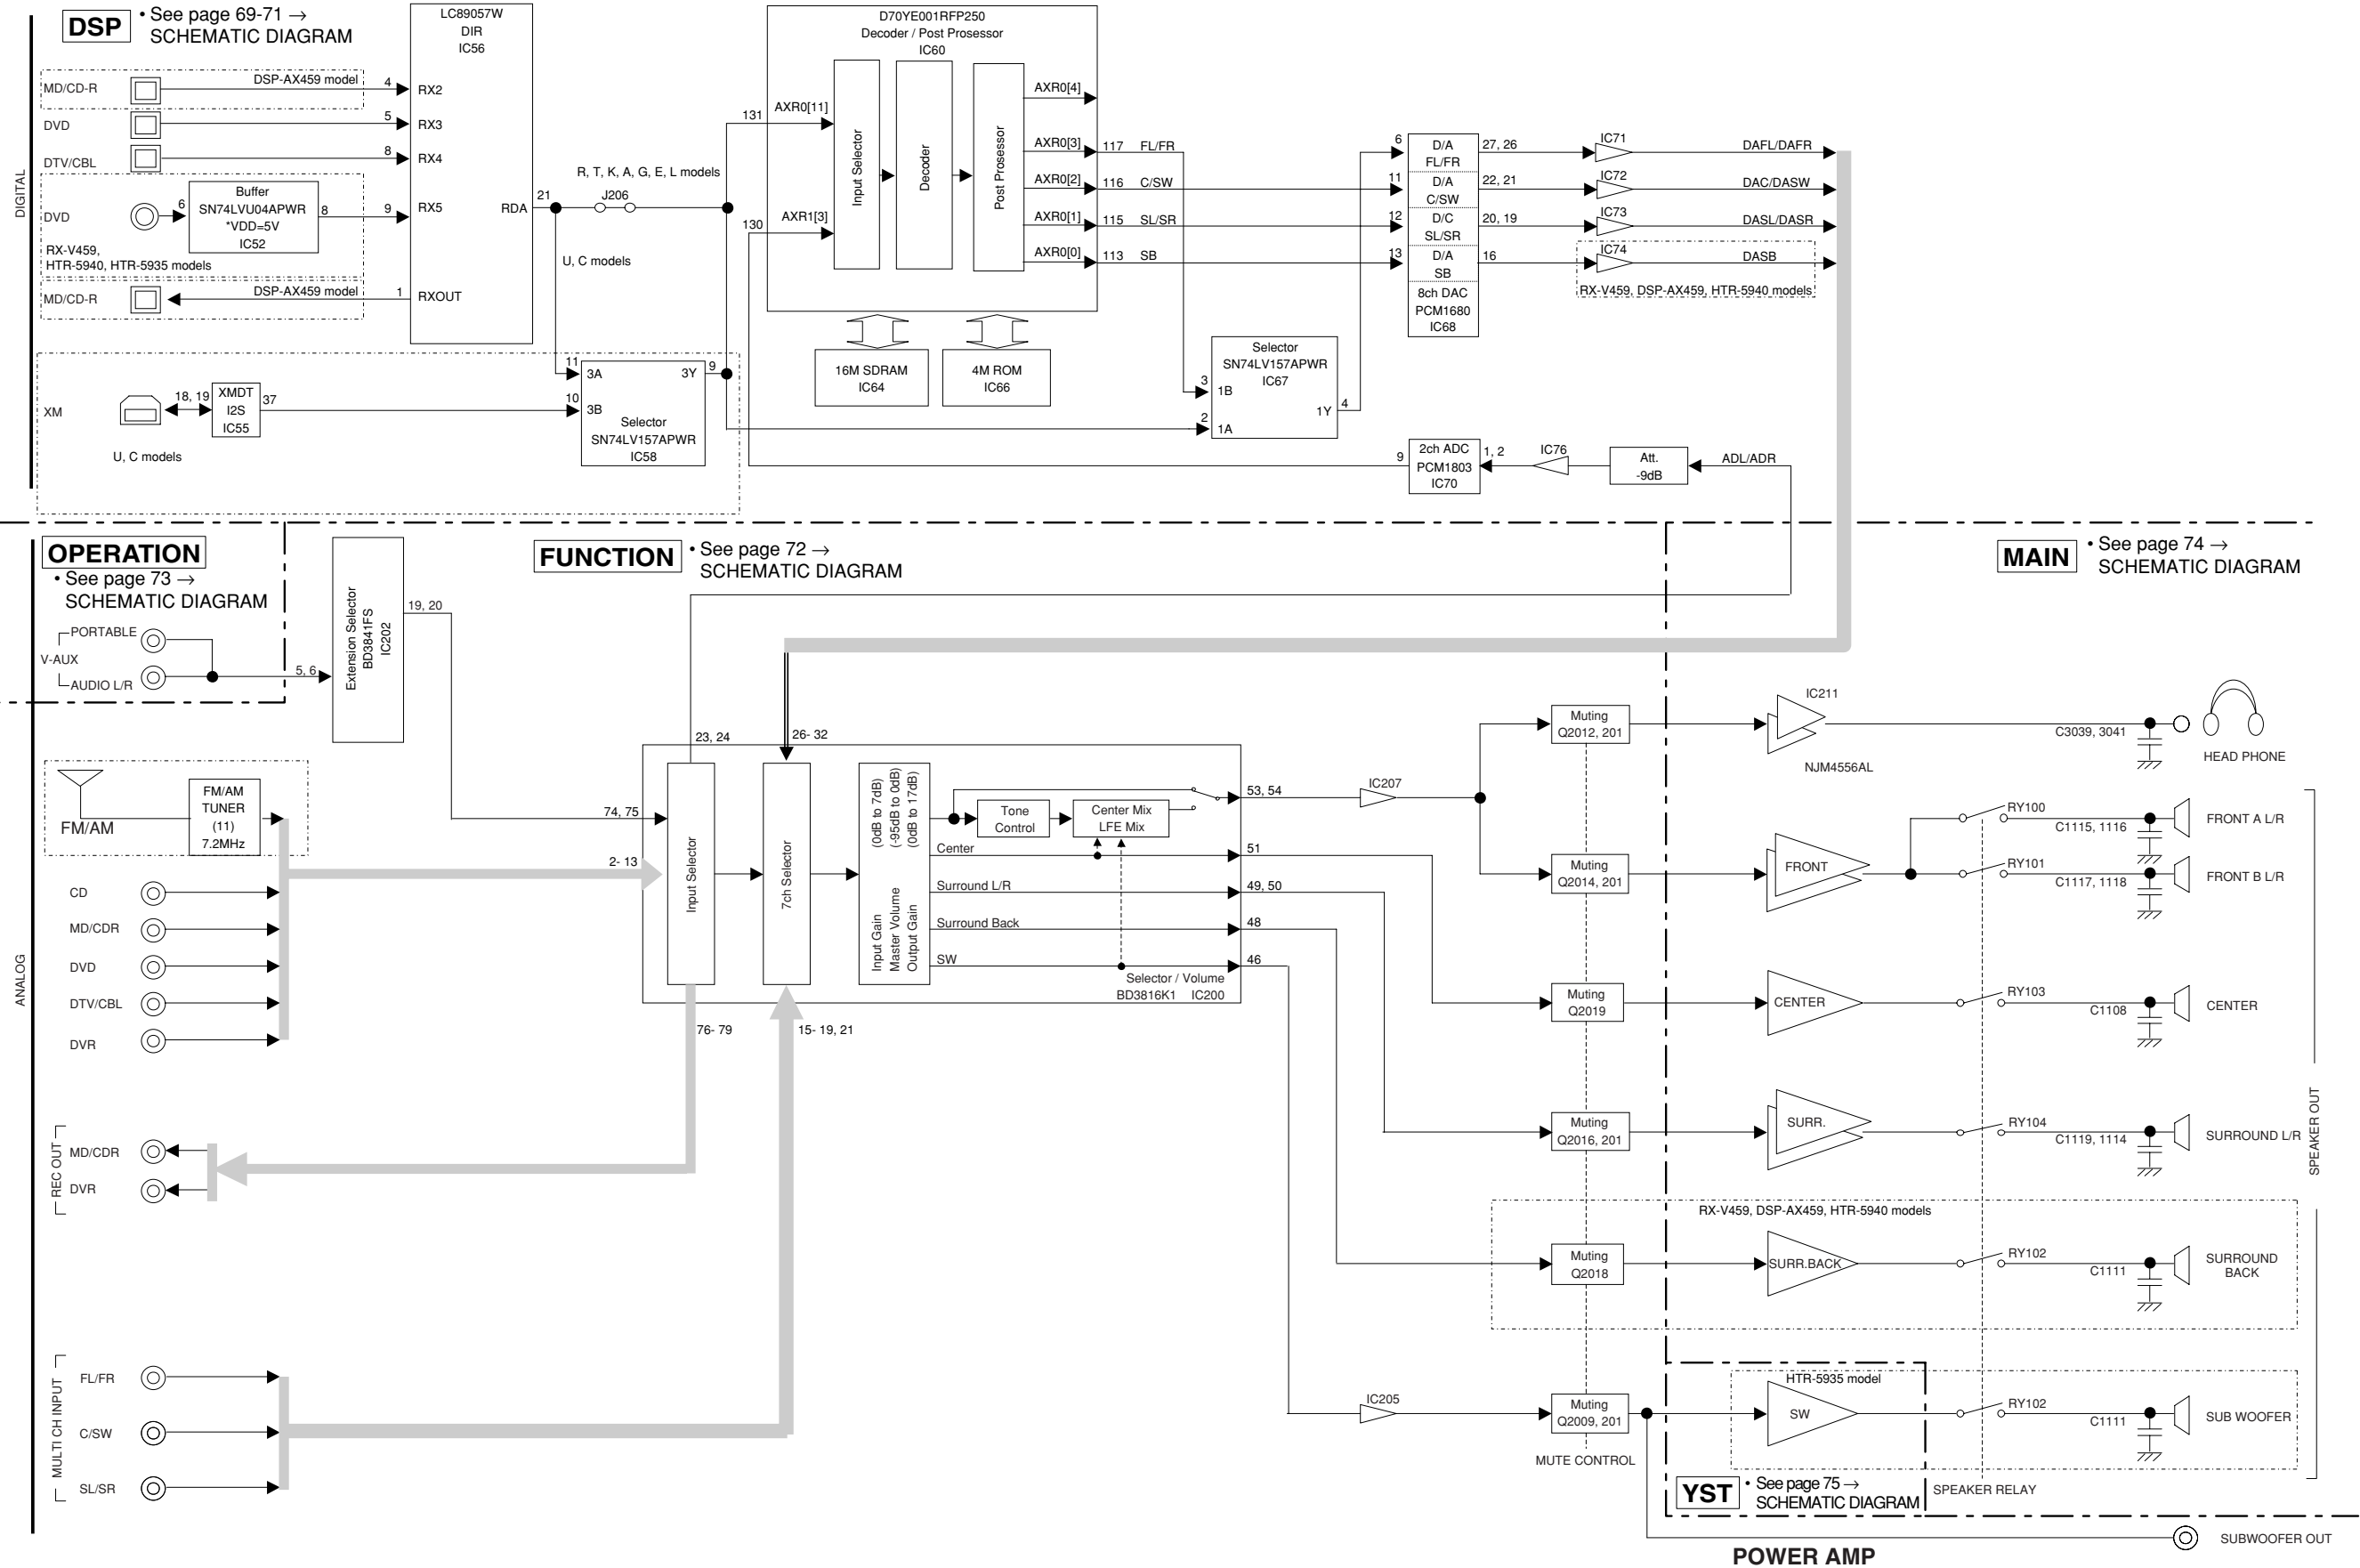 DSP
• See page 69-71 →
SCHEMATIC DIAGRAM
DIGITAL
MD/CD-R
DSP-AX459 model
4
RX2
DVD
5
RX3
DTV/CBL
8
RX4
DVD
6
Buffer
SN74LVU04APWR
*VDD=5V
IC52
8
9
RX5
RX-V459,
HTR-5940, HTR-5935 models
MD/CD-R
DSP-AX459 model
1
RXOUT
LC89057W
DIR
IC56
RDA
21
R, T, K, A, G, E, L models
J206
U, C models
XM
18, 19
XMDT
I2S
IC55
37
U, C models
11
3A
10
3B
3Y
9
Selector
SN74LV157APWR
IC58
D70YE001RFP250
Decoder / Post Prosessor
IC60
131
AXR0[11]
130
AXR1[3]
Input Selector
Decoder
Post Prosessor
AXR0[4]
AXR0[3]
117
FL/FR
AXR0[2]
116
C/SW
AXR0[1]
115
SL/SR
AXR0[0]
113
SB
16M SDRAM
IC64
4M ROM
IC66
Selector
SN74LV157APWR
IC67
3
1B
2
1A
1Y
4
6
D/A
FL/FR
27, 26
IC71
DAFL/DAFR
11
D/A
C/SW
22, 21
IC72
DAC/DASW
12
D/C
SL/SR
20, 19
IC73
DASL/DASR
13
D/A
SB
16
IC74
DASB
RX-V459, DSP-AX459, HTR-5940 models
8ch DAC
PCM1680
IC68
9
2ch ADC
PCM1803
IC70
1, 2
IC76
Att.
-9dB
ADL/ADR
OPERATION
• See page 73 →
SCHEMATIC DIAGRAM
PORTABLE
V-AUX
AUDIO L/R
5, 6
Extension Selector
BD3841FS
IC202
19, 20
FUNCTION
• See page 72 →
SCHEMATIC DIAGRAM
MAIN
• See page 74 →
SCHEMATIC DIAGRAM
ANALOG
FM/AM
FM/AM
TUNER
(11)
7.2MHz
CD
MD/CDR
DVD
DTV/CBL
DVR
74, 75
2- 13
23, 24
26- 32
Input Selector
7ch Selector
Input Gain (0dB to 7dB)
Master Volume (-95dB to 0dB)
Output Gain (0dB to 17dB)
Tone
Control
Center Mix
LFE Mix
Center
Surround L/R
Surround Back
SW
Selector / Volume
BD3816K1 IC200
53, 54
51
49, 50
48
46
76- 79
15- 19, 21
REC OUT
MD/CDR
DVR
MULTI CH INPUT
FL/FR
C/SW
SL/SR
IC207
IC205
Muting
Q2012, 201
IC211
NJM4556AL
C3039, 3041
HEAD PHONE
Muting
Q2014, 201
FRONT
RY100
C1115, 1116
FRONT A L/R
RY101
C1117, 1118
FRONT B L/R
Muting
Q2019
CENTER
RY103
C1108
CENTER
Muting
Q2016, 201
SURR.
RY104
C1119, 1114
SURROUND L/R
SPEAKER OUT
RX-V459, DSP-AX459, HTR-5940 models
Muting
Q2018
SURR.BACK
RY102
C1111
SURROUND
BACK
HTR-5935 model
Muting
Q2009, 201
SW
RY102
C1111
SUB WOOFER
MUTE CONTROL
YST
• See page 75 →
SCHEMATIC DIAGRAM
SPEAKER RELAY
SUBWOOFER OUT
POWER AMP